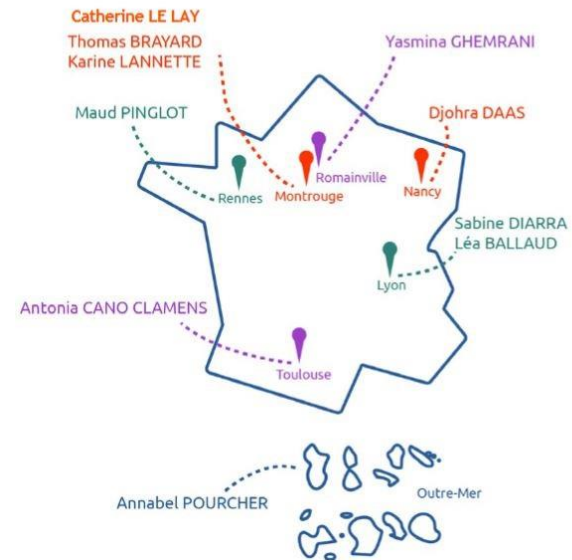 Catherine LE LAY
Thomas BRAYARD
Karine LANNETTE
Yasmina GHEMRANI
Maud PINGLOT
Djohra DAAS
Rennes
Montrouge
Romainville
Nancy
Sabine DIARRA
Léa BALLAUD
Lyon
Antonia CANO CLAMENS
Toulouse
Annabel POURCHER
Outre-Mer